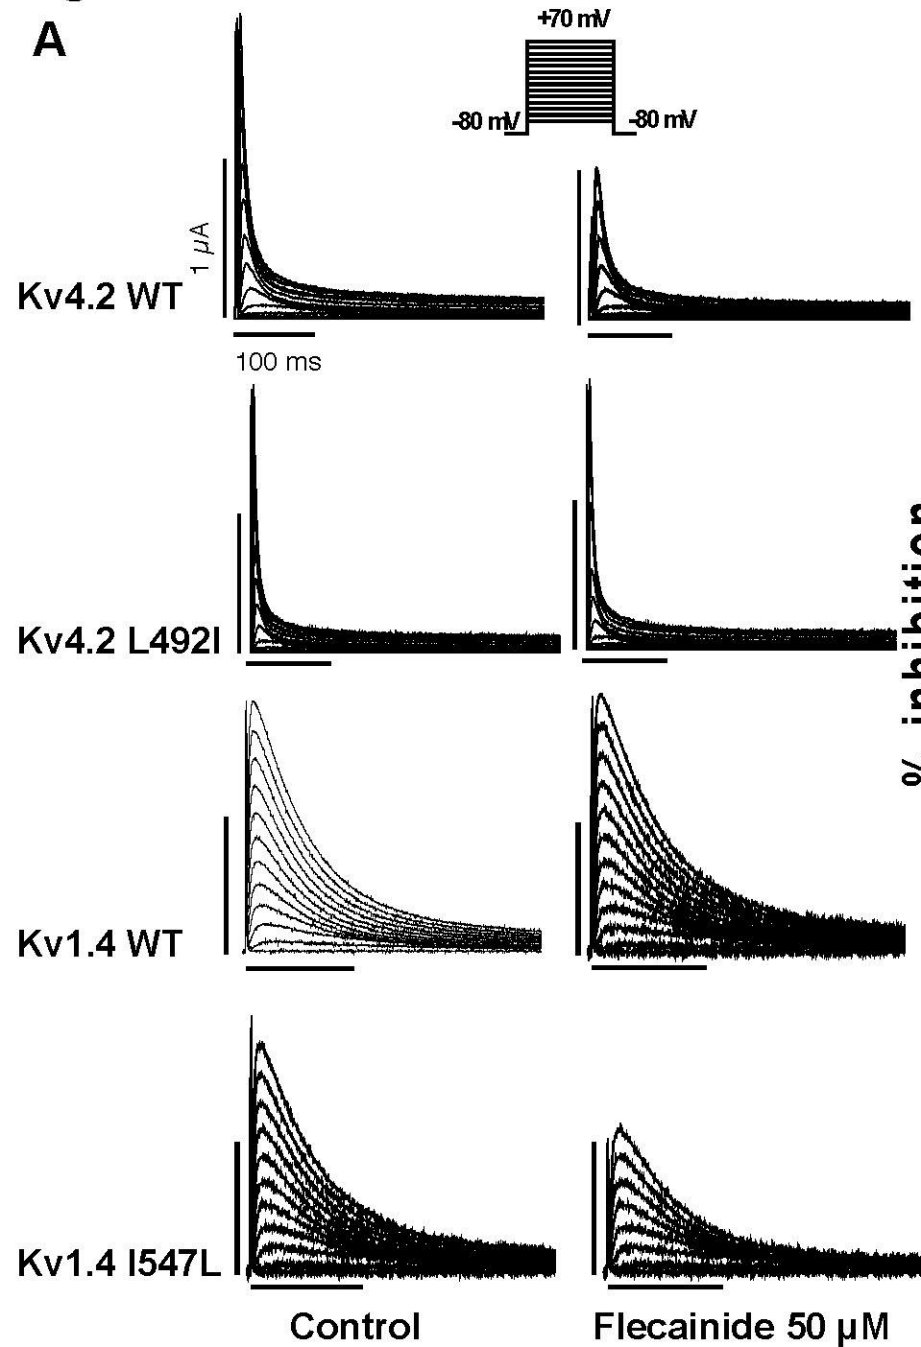 A
+70 mV
-80 mV
-80 mV
1 µA
Kv4.2 WT
100 ms
Kv4.2 L492I
% inhibition
Kv1.4 WT
Kv1.4 I547L
Control
Flecainide 50 µM